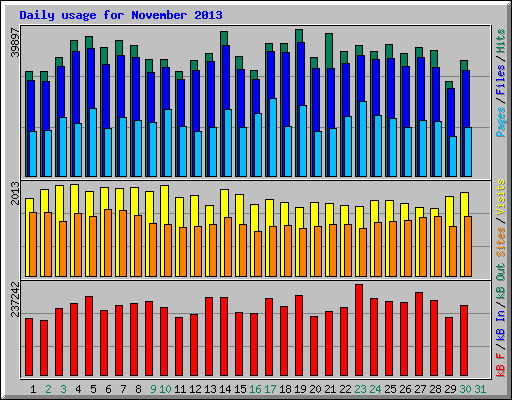 Daily usage for November 2013
39897
Pages / Files / Hits
2013
Sites / Visits
237242
kB F / kB In / kB Out
1 2 3 4 5 6 7 8 9 10 11 12 13 14 15 16 17 18 19 20 21 22 23 24 25 26 27 28 29 30 31